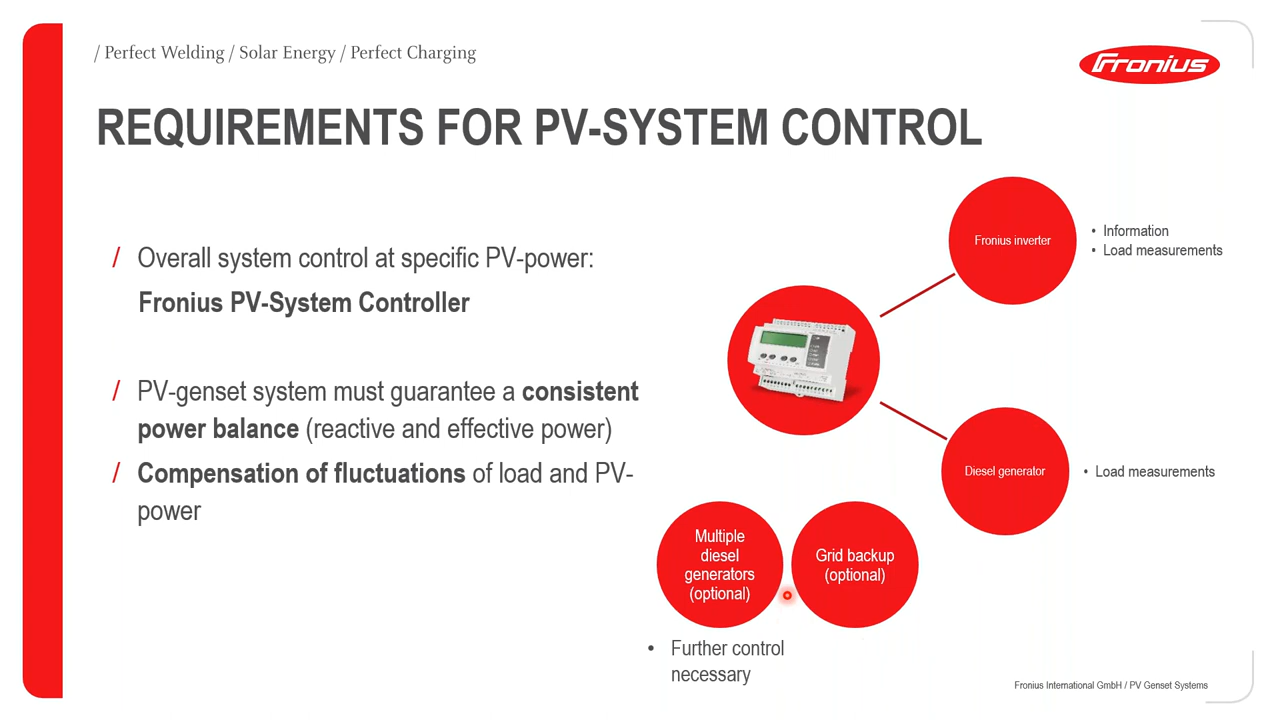 / Perfect Welding / Solar Energy / Perfect Charging
Fronius
REQUIREMENTS FOR PV-SYSTEM CONTROL
/ Overall system control at specific PV-power:
Fronius PV-System Controller
/ PV-genset system must guarantee a consistent
power balance (reactive and effective power)
/ Compensation of fluctuations of load and PV-
power
Fronius inverter
• Information
• Load measurements
Diesel generator
• Load measurements
Multiple
diesel
generators
(optional)
Grid backup
(optional)
• Further control
necessary
Fronius International GmbH / PV Genset Systems